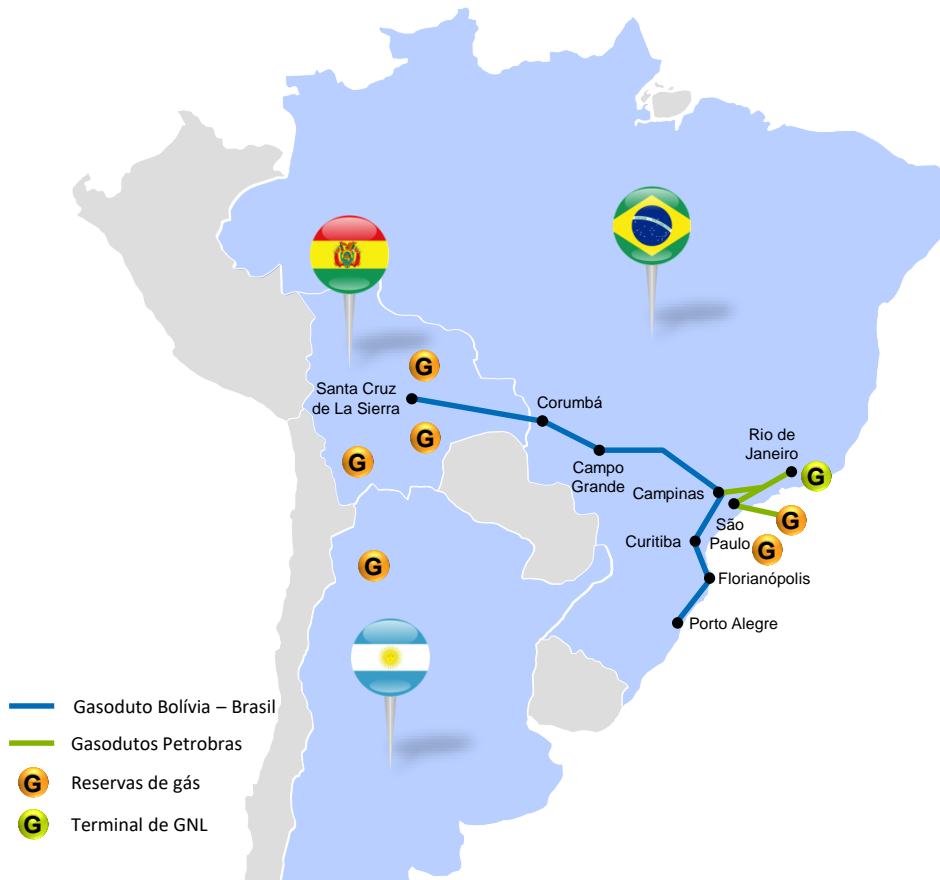 G
Santa Cruz
de La Sierra
G
G
Corumbá
Campo
Grande
Rio de
Janeiro
G
Campinas
São
Paulo
G
G
Curitiba
Florianópolis
Porto Alegre
G
Gasoduto Bolívia – Brasil
Gasodutos Petrobras
G Reservas de gás
G Terminal de GNL